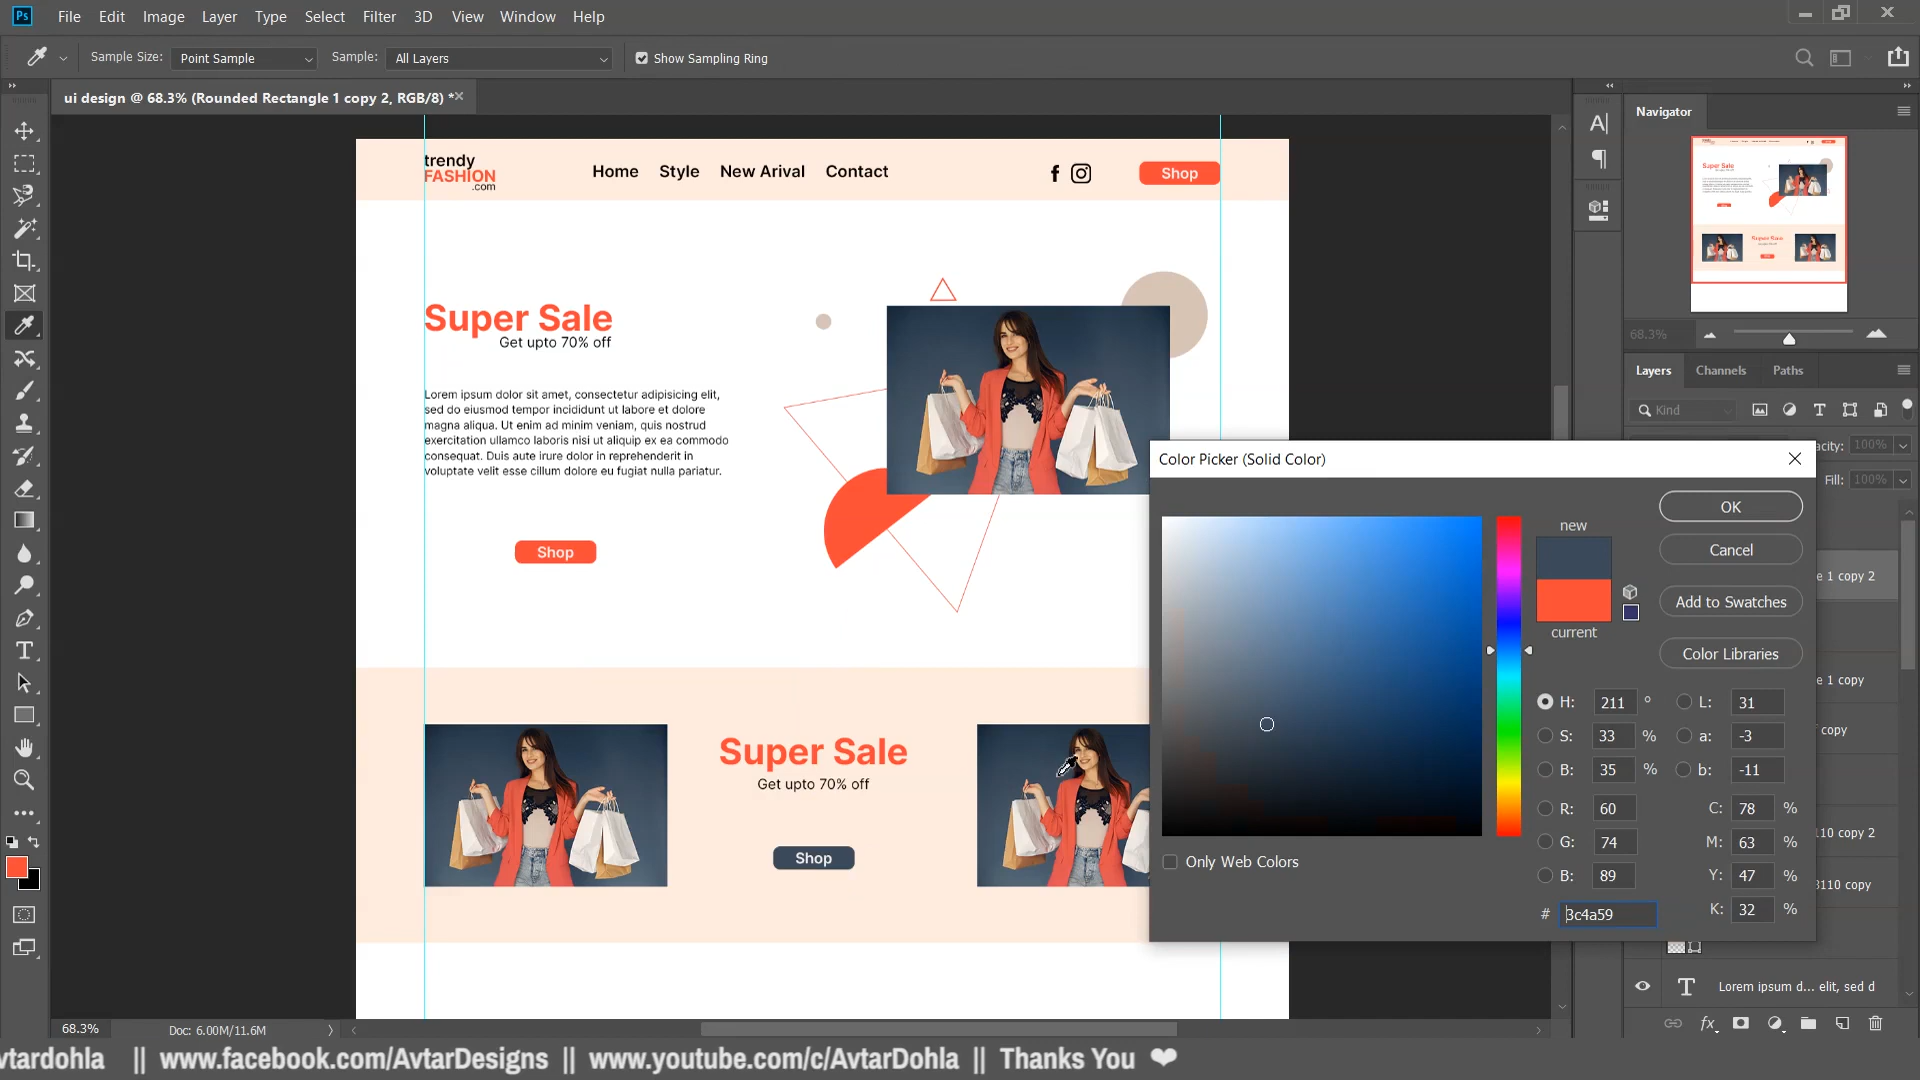 Ps File Edit Image Layer Type Select Filter 3D View Window Help
Sample Size: Point Sample Sample: All Layers Show Sampling Ring
ui design @ 68.3% (Rounded Rectangle 1 copy 2, RGB/8) *
trendy
FASHION
.com
Home Style New Arival Contact
Shop
Super Sale
Get upto 70% off
Lorem ipsum dolor sit amet, consectetur adipisicing elit,
sed do eiusmod tempor incididunt ut labore et dolore
magna aliqua. Ut enim ad minim veniam, quis nostrud
exercitation ullamco laboris nisi ut aliquip ex ea commodo
consequat. Duis aute irure dolor in reprehenderit in
voluptate velit esse cillum dolore eu fugiat nulla pariatur.
Shop
Super Sale
Get upto 70% off
Shop
Navigator
68.3%
Layers Channels Paths
Kind
acity: 100%
Fill: 100%
e 1 copy 2
e 1 copy
copy
110 copy 2
3110 copy
Lorem ipsum d... elit, sed d
Color Picker (Solid Color)
new
current
OK
Cancel
Add to Swatches
Color Libraries
H: 211 °
S: 33 %
B: 35 %
R: 60
G: 74
B: 89
# 3c4a59
L: 31
a: -3
b: -11
C: 78 %
M: 63 %
Y: 47 %
K: 32 %
Only Web Colors
68.3% Doc: 6.00M/11.6M
vtardohla || www.facebook.com/AvtarDesigns || www.youtube.com/c/AvtarDohla || Thanks You ❤